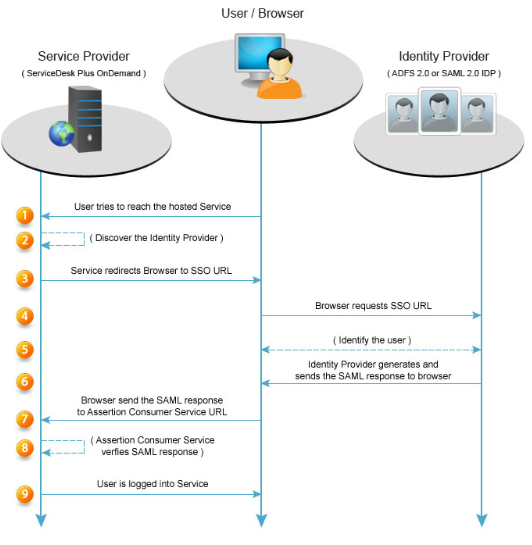 User / Browser
Service Provider
( ServiceDesk Plus OnDemand )
Identity Provider
( ADFS 2.0 or SAML 2.0 IDP )
1
User tries to reach the hosted Service
2
( Discover the Identity Provider )
3
Service redirects Browser to SSO URL
4
Browser requests SSO URL
5
( Identify the user )
6
Identity Provider generates and
sends the SAML response to browser
7
Browser send the SAML response
to Assertion Consumer Service URL
8
( Assertion Consumer Service
verfies SAML response )
9
User is logged into Service